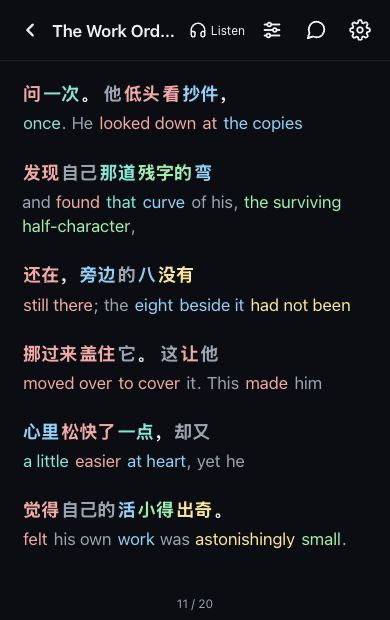 The Work Ord...
Listen
问一次。 他低头看抄件，
once. He looked down at the copies
发现自己那道残字的弯
and found that curve of his, the surviving
half-character,
还在，旁边的八没有
still there; the eight beside it had not been
挪过来盖住它。 这让他
moved over to cover it. This made him
心里松快了一点，却又
a little easier at heart, yet he
觉得自己的活小得出奇。
felt his own work was astonishingly small.
11 / 20